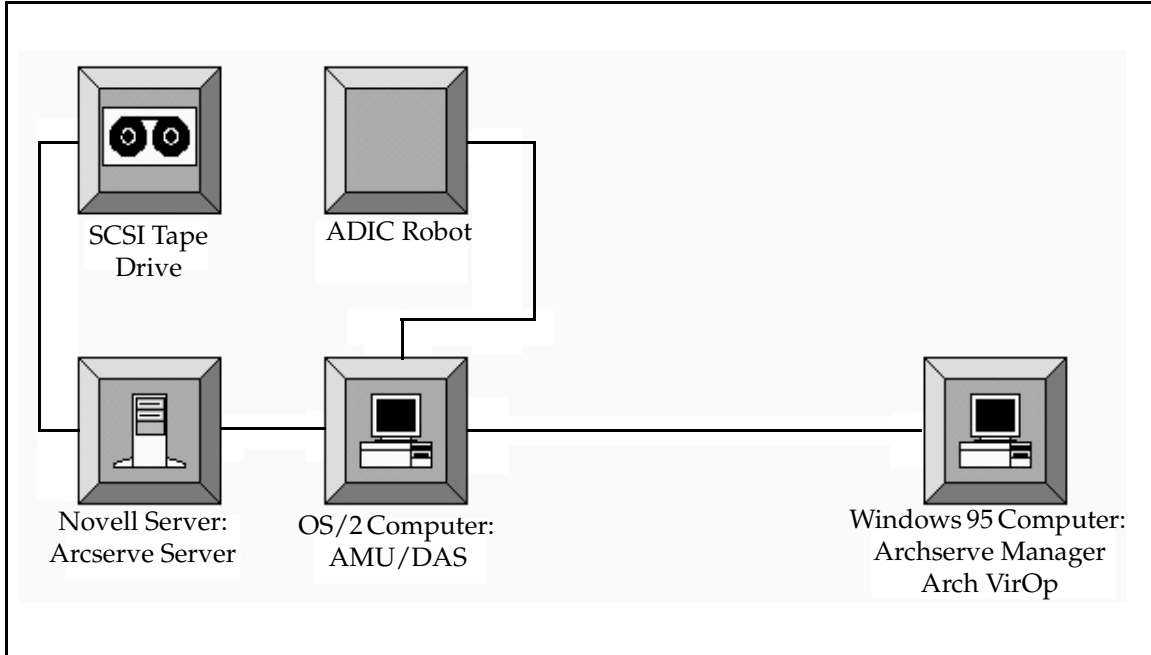 SCSI Tape
Drive
ADIC Robot
Novell Server:
Arcserve Server
OS/2 Computer:
AMU/DAS
Windows 95 Computer:
Archserve Manager
Arch VirOp